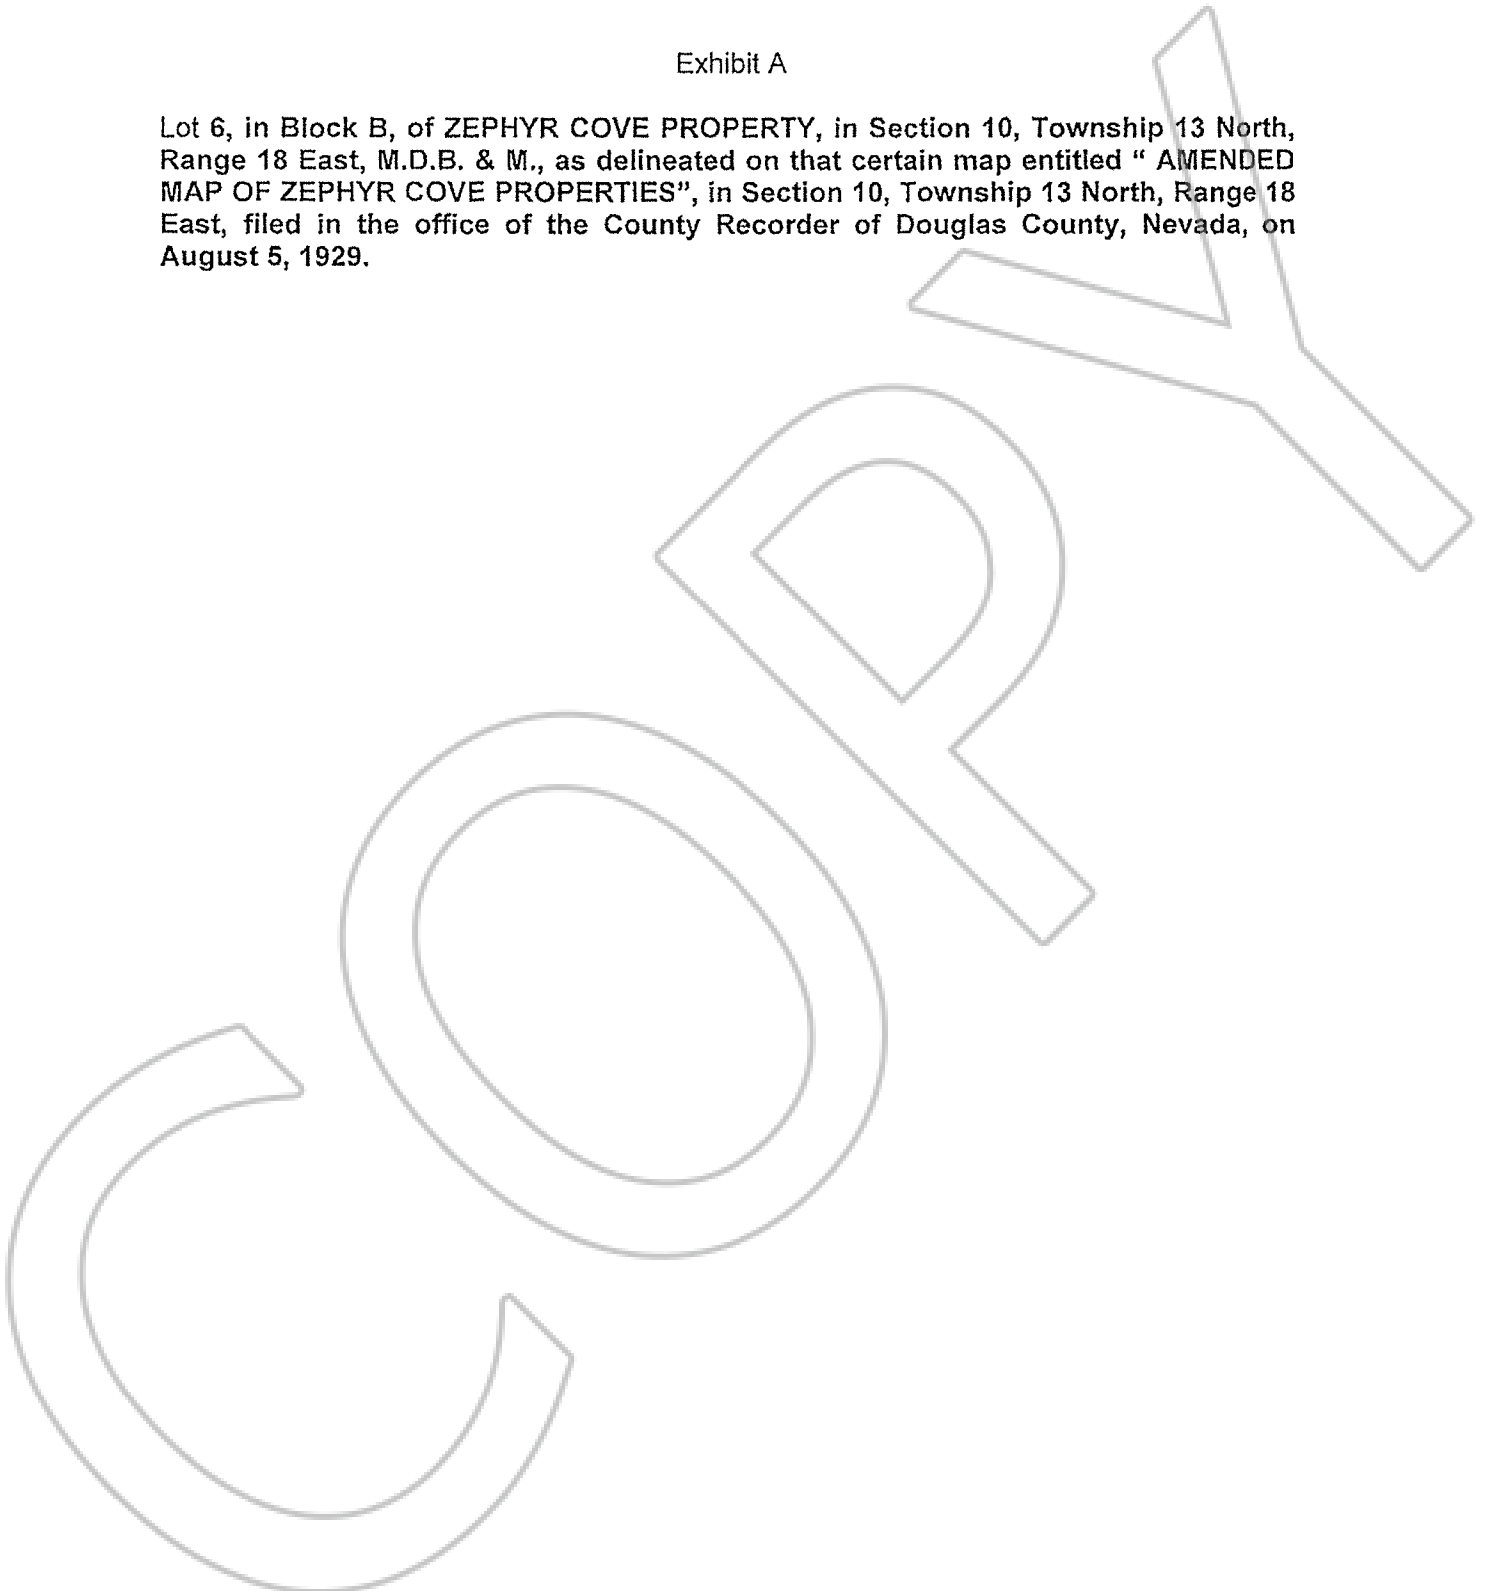 Exhibit A
Lot 6, in Block B, of ZEPHYR COVE PROPERTY, in Section 10, Township 13 North,
Range 18 East, M.D.B. & M., as delineated on that certain map entitled “ AMENDED
MAP OF ZEPHYR COVE PROPERTIES”, in Section 10, Township 13 North, Range 18
East, filed in the office of the County Recorder of Douglas County, Nevada, on
August 5, 1929.
COPY